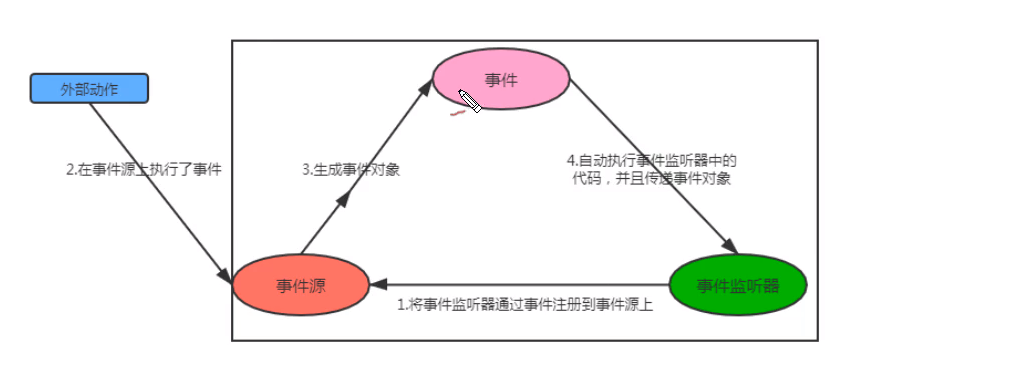 事件
外部动作
2.在事件源上执行了事件
3.生成事件对象
4.自动执行事件监听器中的
代码，并且传递事件对象
事件源
事件监听器
1.将事件监听器通过事件注册到事件源上